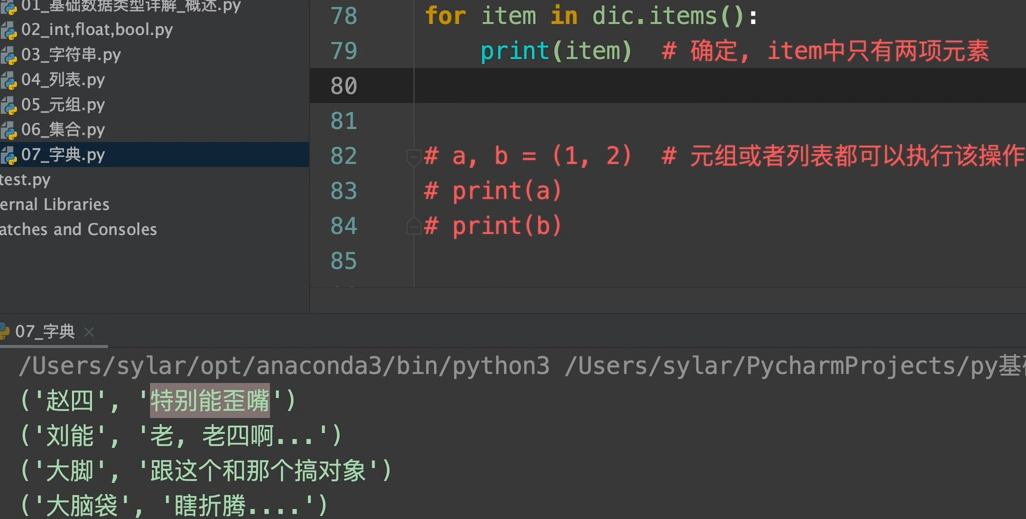 01_基础数据类型详解_概述.py
02_int,float,bool.py
03_字符串.py
04_列表.py
05_元组.py
06_集合.py
07_字典.py
test.py
ernal Libraries
atches and Consoles
78 for item in dic.items():
79 print(item) # 确定, item中只有两项元素
80
81
82 # a, b = (1, 2) # 元组或者列表都可以执行该操作
83 # print(a)
84 # print(b)
85
07_字典 ×
/Users/sylar/opt/anaconda3/bin/python3 /Users/sylar/PycharmProjects/py基
('赵四', '特别能歪嘴')
('刘能', '老, 老四啊...')
('大脚', '跟这个和那个搞对象')
('大脑袋', '瞎折腾....')